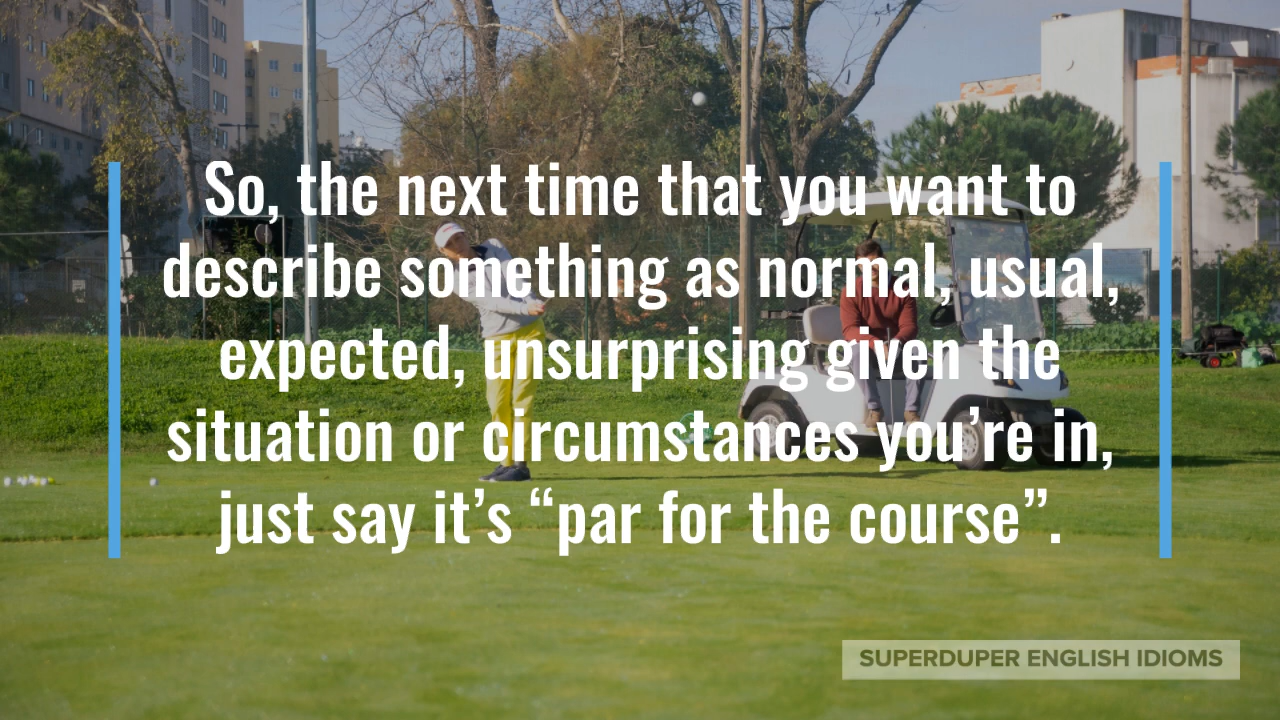 So, the next time that you want to
describe something as normal, usual,
expected, unsurprising given the
situation or circumstances you’re in,
just say it’s “par for the course”.
SUPERDUPER ENGLISH IDIOMS